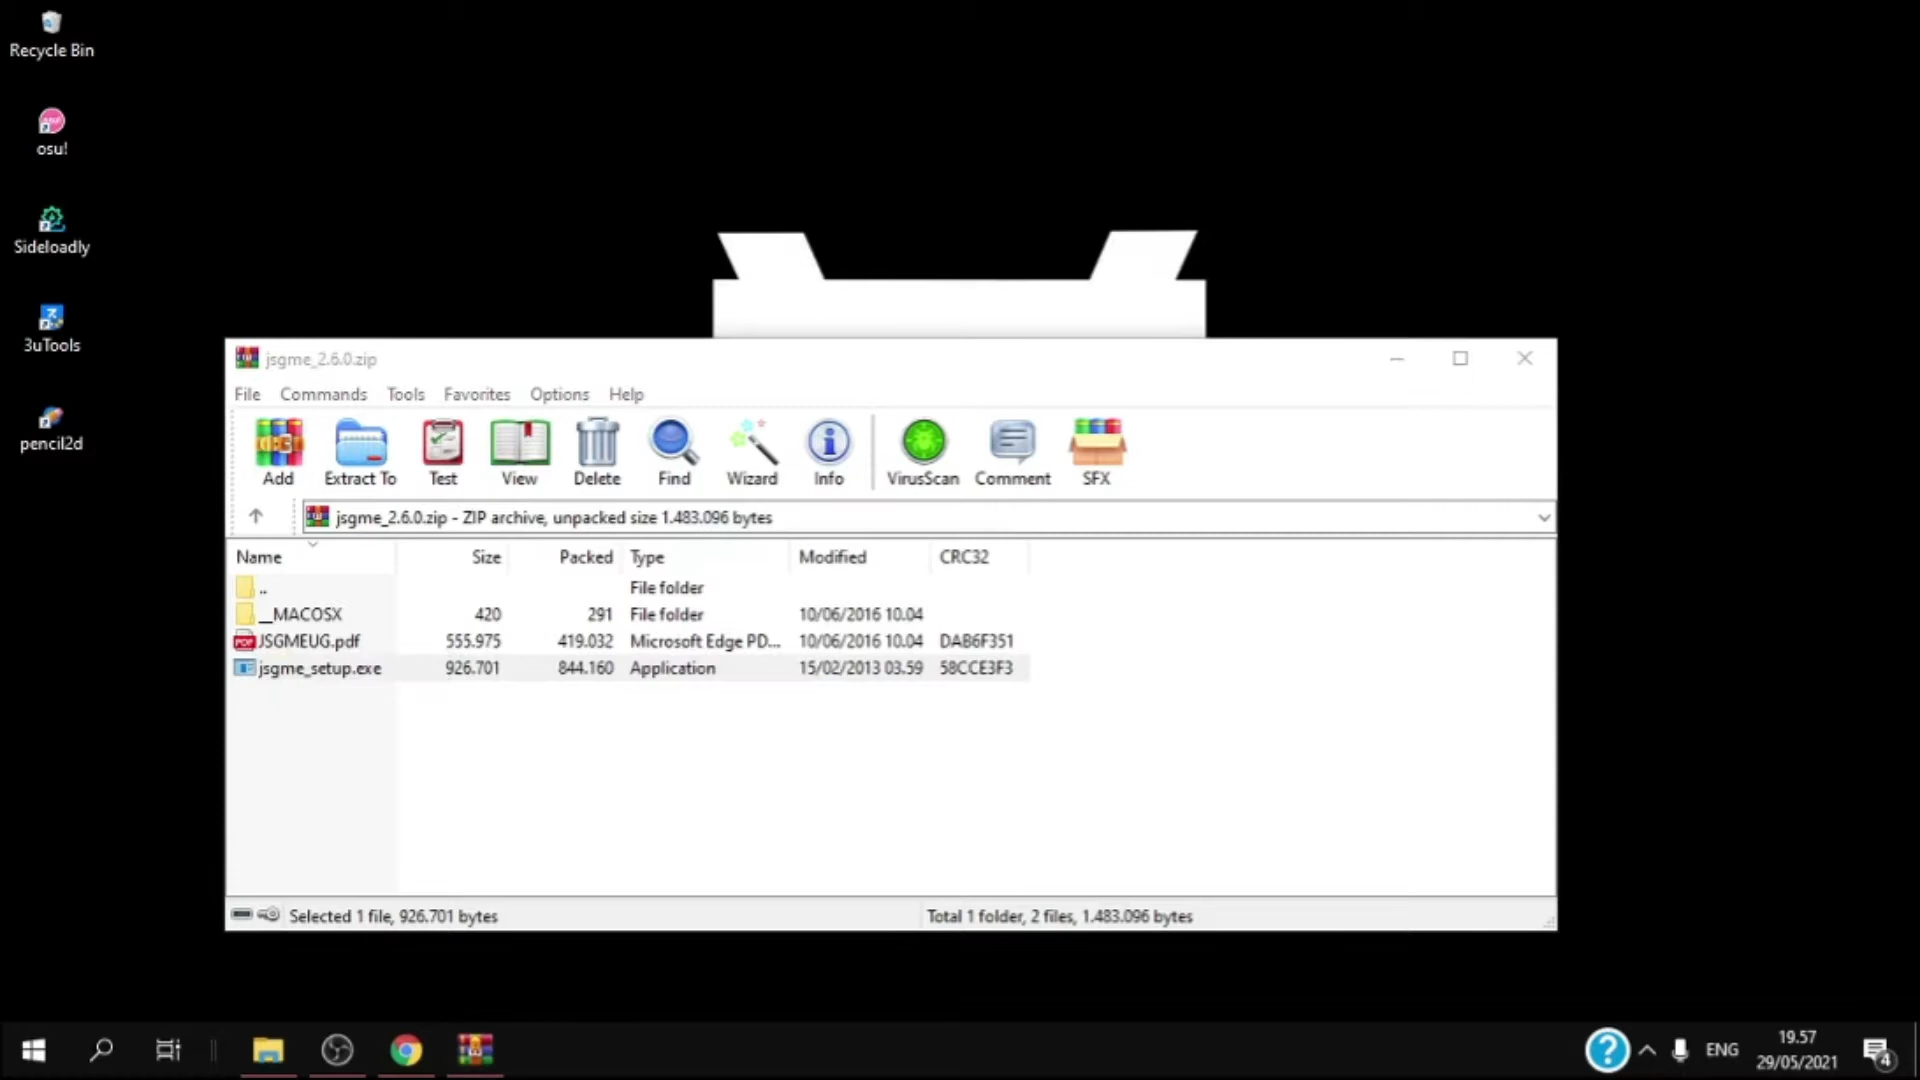 Recycle Bin
osu!
Sideloadly
3uTools
pencil2d
jsgme_2.6.0.zip
File Commands Tools Favorites Options Help
Add Extract To Test View Delete Find Wizard Info VirusScan Comment SFX
jsgme_2.6.0.zip - ZIP archive, unpacked size 1.483.096 bytes
Name Size Packed Type Modified CRC32
.. File folder
__MACOSX 420 291 File folder 10/06/2016 10.04
JSGMEUG.pdf 555.975 419.032 Microsoft Edge PD... 10/06/2016 10.04 DAB6F351
jsgme_setup.exe 926.701 844.160 Application 15/02/2013 03.59 58CCE3F3
Selected 1 file, 926.701 bytes Total 1 folder, 2 files, 1.483.096 bytes
ENG 19.57
29/05/2021 4